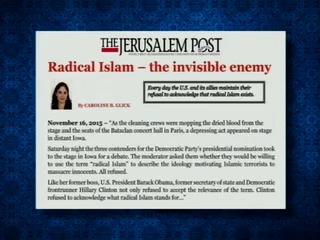 THE JERUSALEM POST
Radical Islam – the invisible enemy
Every day the U.S. and its allies maintain their
refusal to acknowledge that radical Islam exists.
By CAROLINE B. GLICK
November 16, 2015 – "As the cleaning crews were mopping the dried blood from the
stage and the seats of the Bataclan concert hall in Paris, a depressing act appeared on stage
in distant Iowa.
Saturday night the three contenders for the Democratic Party's presidential nomination took
to the stage in Iowa for a debate. The moderator asked them whether they would be willing
to use the term "radical Islam" to describe the ideology motivating Islamic terrorists to
massacre innocents. All refused.
Like her former boss, U.S. President Barack Obama, former secretary of state and Democratic
frontrunner Hillary Clinton not only refused to accept the relevance of the term. Clinton
refused to acknowledge what radical Islam stands for..."